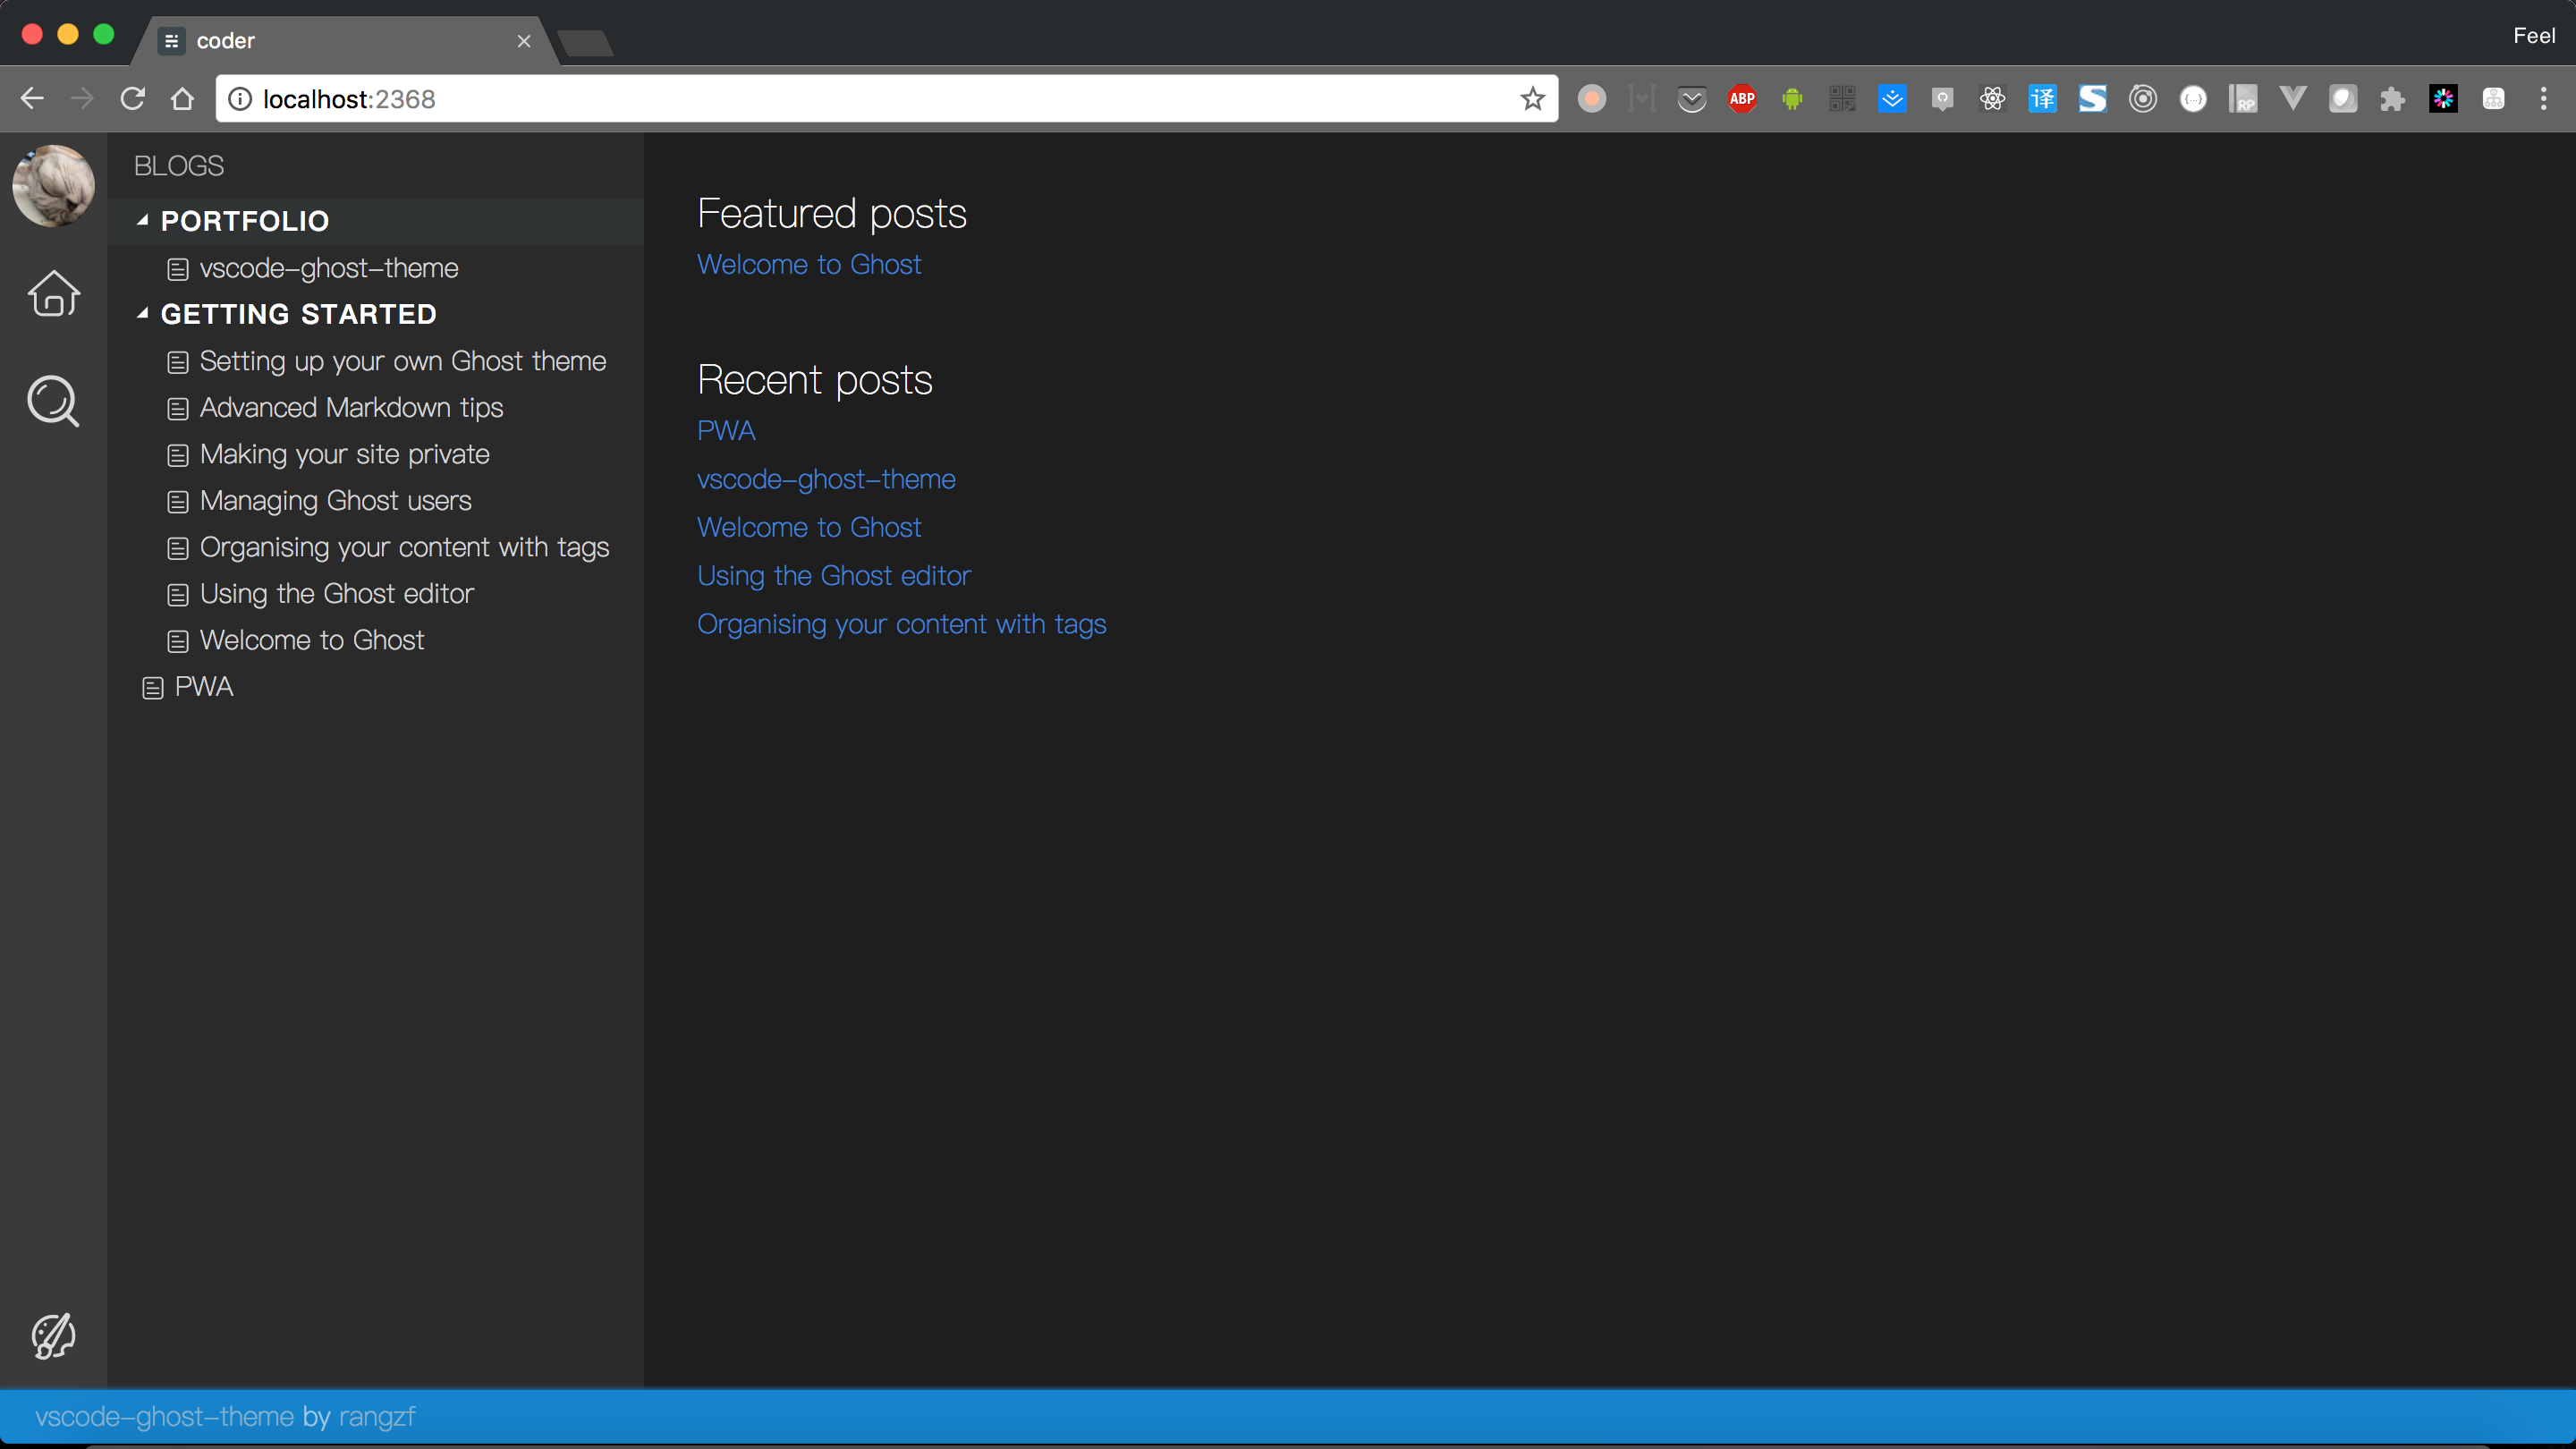 coder
Feel
localhost:2368
ABP
译
S
{...}
RP
BLOGS
PORTFOLIO
vscode-ghost-theme
GETTING STARTED
Setting up your own Ghost theme
Advanced Markdown tips
Making your site private
Managing Ghost users
Organising your content with tags
Using the Ghost editor
Welcome to Ghost
PWA
Featured posts
Welcome to Ghost
Recent posts
PWA
vscode-ghost-theme
Welcome to Ghost
Using the Ghost editor
Organising your content with tags
vscode-ghost-theme by rangzf